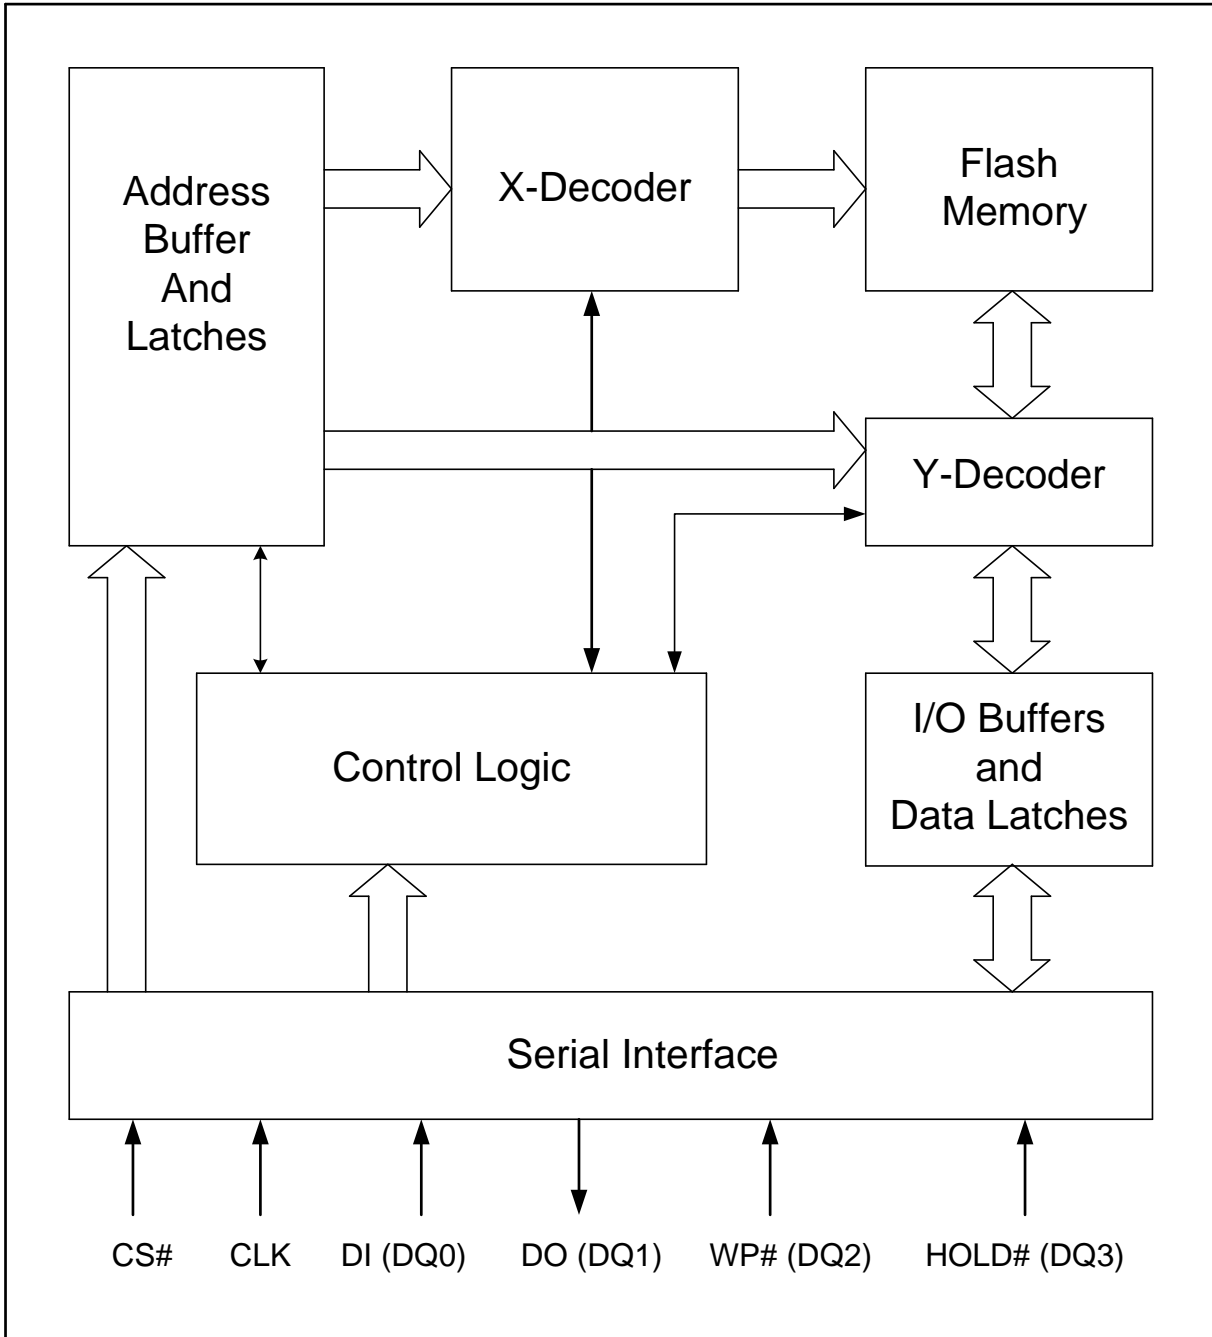 Address
Buffer
And
Latches
X-Decoder
Flash
Memory
Y-Decoder
Control Logic
I/O Buffers
and
Data Latches
Serial Interface
CS#
CLK
DI (DQ0)
DO (DQ1)
WP# (DQ2)
HOLD# (DQ3)